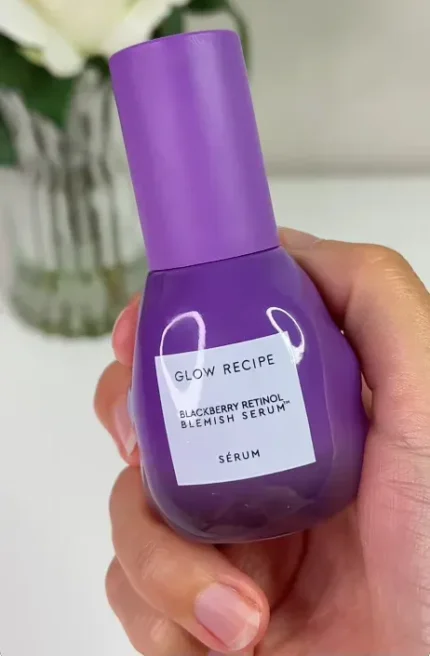 GLOW RECIPE
BLACKBERRY RETINOL
BLEMISH SERUM™
SÉRUM